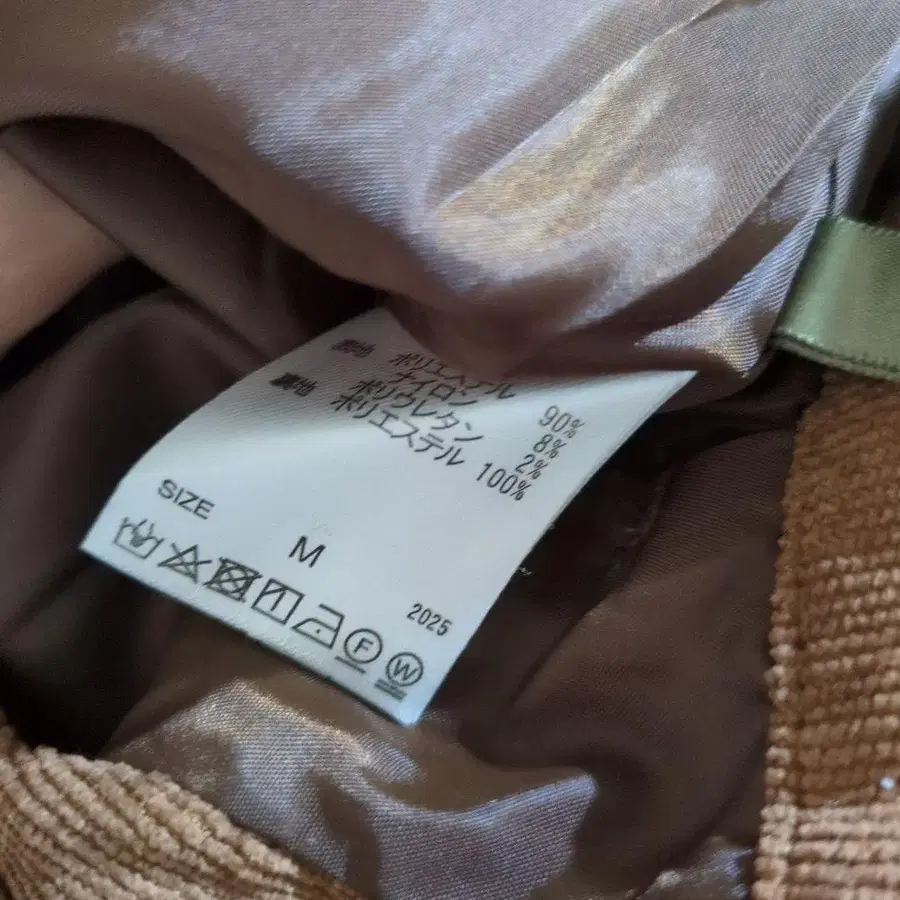 表地 ポリエステル 90%
ナイロン 8%
ポリウレタン 2%
裏地 ポリエステル 100%
SIZE
M
F W
2025